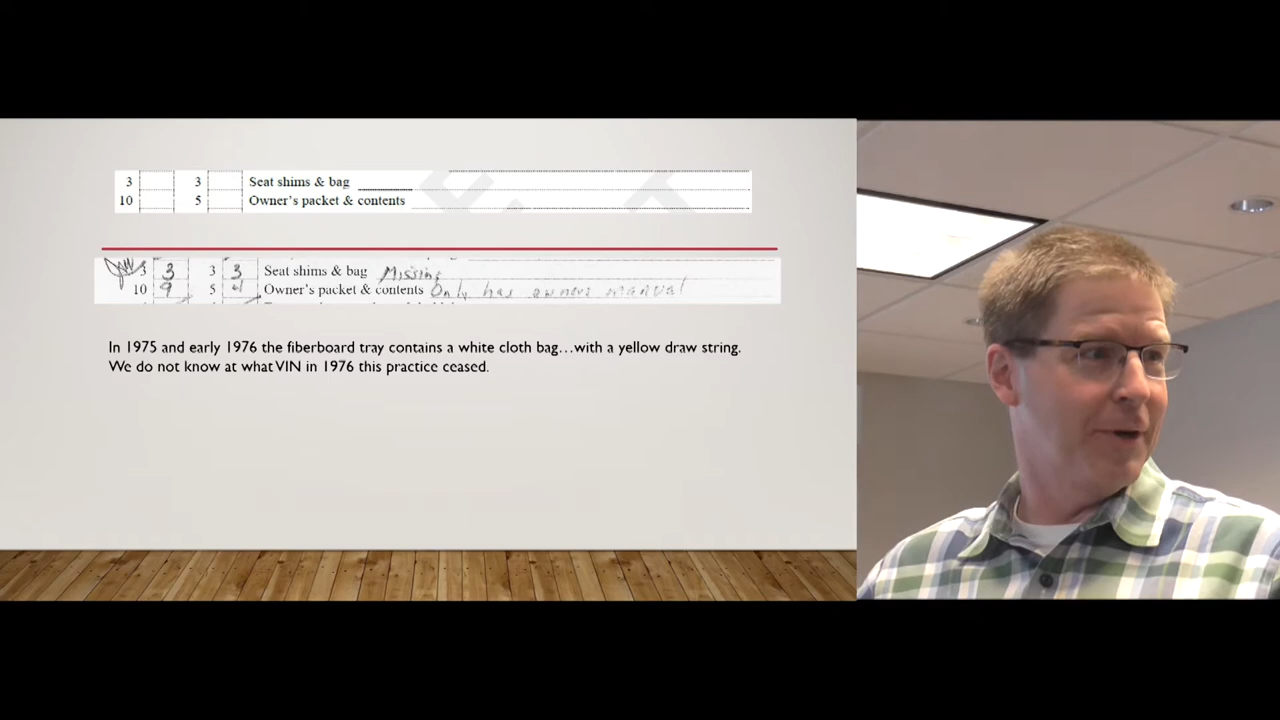 3 3 Seat shims & bag
10 5 Owner's packet & contents
3 3 3 3 Seat shims & bag Missing
10 9 5 4 Owner's packet & contents Only has owners manual
In 1975 and early 1976 the fiberboard tray contains a white cloth bag…with a yellow draw string.
We do not know at what VIN in 1976 this practice ceased.